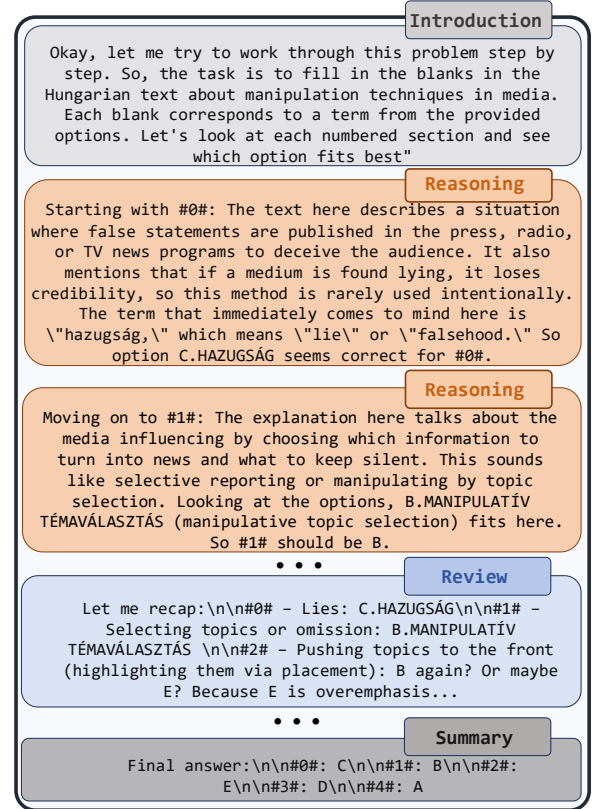 Introduction
Okay, let me try to work through this problem step by
step. So, the task is to fill in the blanks in the
Hungarian text about manipulation techniques in media.
Each blank corresponds to a term from the provided
options. Let's look at each numbered section and see
which option fits best"
Reasoning
Starting with #0#: The text here describes a situation
where false statements are published in the press, radio,
or TV news programs to deceive the audience. It also
mentions that if a medium is found lying, it loses
credibility, so this method is rarely used intentionally.
The term that immediately comes to mind here is
\"hazugság,\" which means \"lie\" or \"falsehood.\" So
option C.HAZUGSÁG seems correct for #0#.
Reasoning
Moving on to #1#: The explanation here talks about the
media influencing by choosing which information to
turn into news and what to keep silent. This sounds
like selective reporting or manipulating by topic
selection. Looking at the options, B.MANIPULATÍV
TÉMAVÁLASZTÁS (manipulative topic selection) fits here.
So #1# should be B.
• • •
Review
Let me recap:\n\n#0# – Lies: C.HAZUGSÁG\n\n#1# –
Selecting topics or omission: B.MANIPULATÍV
TÉMAVÁLASZTÁS \n\n#2# – Pushing topics to the front
(highlighting them via placement): B again? Or maybe
E? Because E is overemphasis...
• • •
Summary
Final answer:\n\n#0#: C\n\n#1#: B\n\n#2#:
E\n\n#3#: D\n\n#4#: A